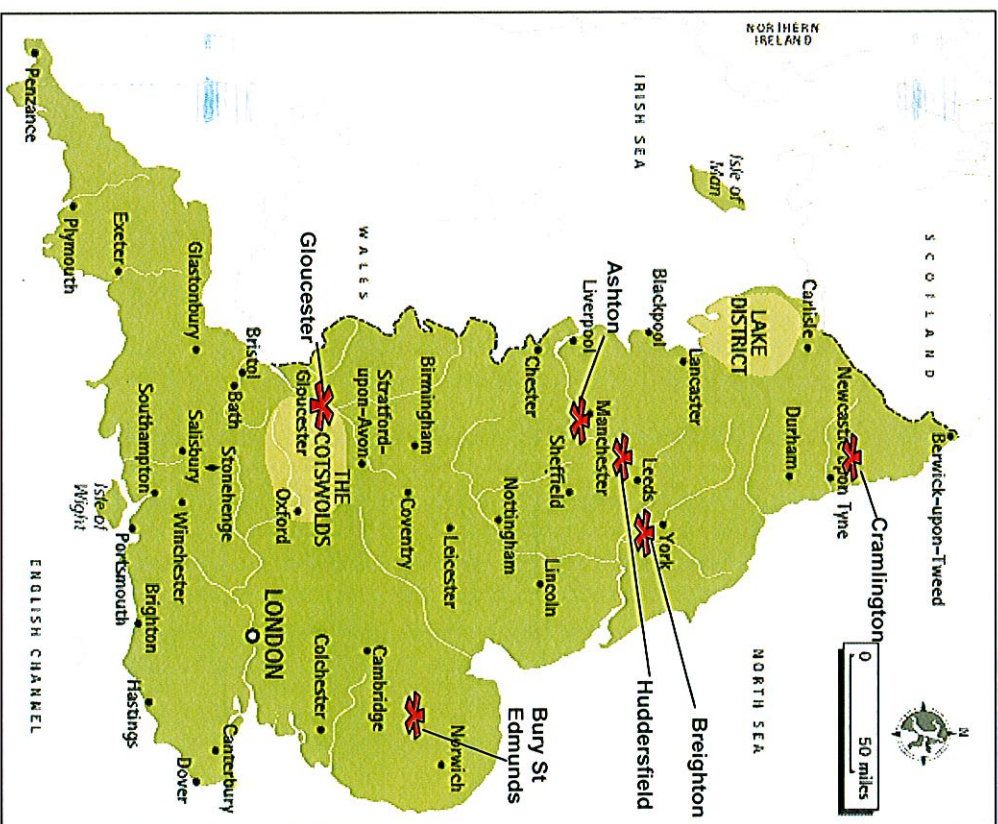 NORTHERN
IRELAND
SCOTLAND
N
Berwick-upon-Tweed
Cramlington
0 50 miles
Newcastle upon Tyne
Carlisle
Durham
LAKE
DISTRICT
Isle of
Man
IRISH SEA
NORTH SEA
Lancaster
Blackpool
York
Breighton
Leeds
Huddersfield
Ashton
Manchester
Liverpool
Sheffield
Chester
Lincoln
Nottingham
Leicester
Norwich
Birmingham
Coventry
Bury St
Edmunds
Stratford-
upon-Avon
Cambridge
WALES
THE
COTSWOLDS
Gloucester
Gloucester
Oxford
Colchester
LONDON
Bristol
Bath
Stonehenge
Canterbury
Glastonbury
Salisbury
Winchester
Dover
Southampton
Hastings
Brighton
Portsmouth
Exeter
Isle of
Wight
Plymouth
Penzance
ENGLISH CHANNEL